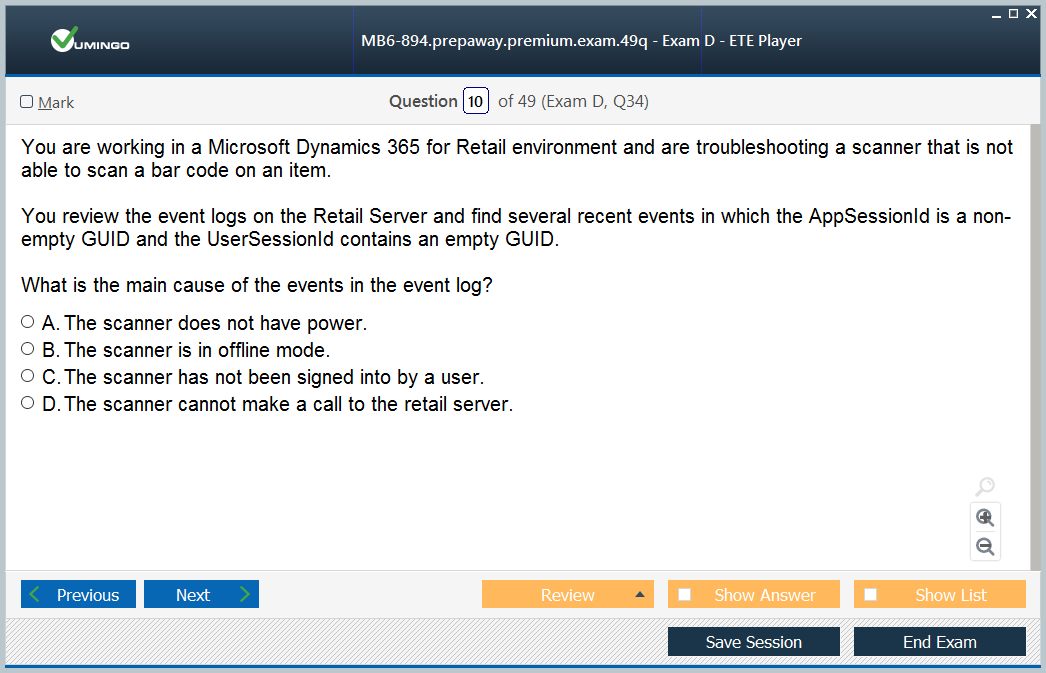 VUMINGO
MB6-894.prepaway.premium.exam.49q - Exam D - ETE Player
Mark
Question 10 of 49 (Exam D, Q34)
You are working in a Microsoft Dynamics 365 for Retail environment and are troubleshooting a scanner that is not
able to scan a bar code on an item.
You review the event logs on the Retail Server and find several recent events in which the AppSessionId is a non-
empty GUID and the UserSessionId contains an empty GUID.
What is the main cause of the events in the event log?
A. The scanner does not have power.
B. The scanner is in offline mode.
C. The scanner has not been signed into by a user.
D. The scanner cannot make a call to the retail server.
Previous Next Review Show Answer Show List
Save Session End Exam